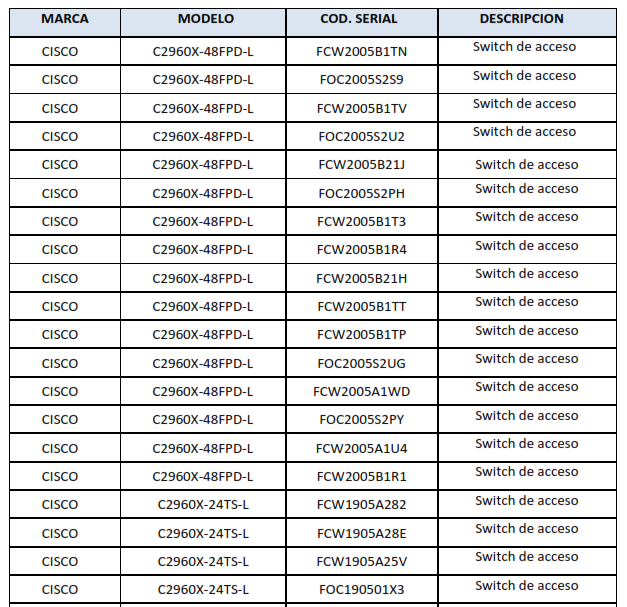 MARCA MODELO COD. SERIAL DESCRIPCION
CISCO C2960X-48FPD-L FCW2005B1TN Switch de acceso
CISCO C2960X-48FPD-L FOC2005S2S9 Switch de acceso
CISCO C2960X-48FPD-L FCW2005B1TV Switch de acceso
CISCO C2960X-48FPD-L FOC2005S2U2 Switch de acceso
CISCO C2960X-48FPD-L FCW2005B21J Switch de acceso
CISCO C2960X-48FPD-L FOC2005S2PH Switch de acceso
CISCO C2960X-48FPD-L FCW2005B1T3 Switch de acceso
CISCO C2960X-48FPD-L FCW2005B1R4 Switch de acceso
CISCO C2960X-48FPD-L FCW2005B21H Switch de acceso
CISCO C2960X-48FPD-L FCW2005B1TT Switch de acceso
CISCO C2960X-48FPD-L FCW2005B1TP Switch de acceso
CISCO C2960X-48FPD-L FOC2005S2UG Switch de acceso
CISCO C2960X-48FPD-L FCW2005A1WD Switch de acceso
CISCO C2960X-48FPD-L FOC2005S2PY Switch de acceso
CISCO C2960X-48FPD-L FCW2005A1U4 Switch de acceso
CISCO C2960X-48FPD-L FCW2005B1R1 Switch de acceso
CISCO C2960X-24TS-L FCW1905A282 Switch de acceso
CISCO C2960X-24TS-L FCW1905A28E Switch de acceso
CISCO C2960X-24TS-L FCW1905A25V Switch de acceso
CISCO C2960X-24TS-L FOC190501X3 Switch de acceso